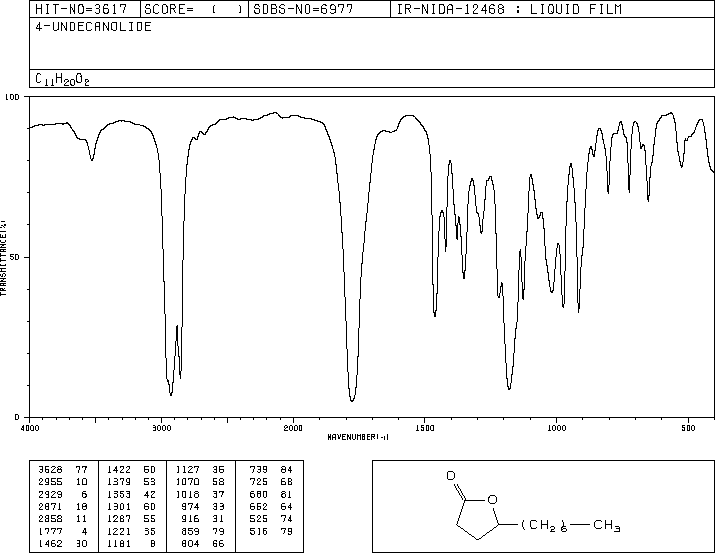 HIT-NO=3617 SCORE= ( ) SDBS-NO=6977 IR-NIDA-12468 : LIQUID FILM
4-UNDECANOLIDE
C11H20O2
100
50
0
TRANSMITTANCE(%)
4000 3000 2000 1500 1000 500
WAVENUMBER(-1)
3628 77 1422 50 1127 36 739 84
2955 10 1379 53 1070 58 725 68
2929 6 1353 42 1018 37 680 81
2871 18 1301 60 974 33 652 64
2858 11 1287 55 916 31 525 74
1777 4 1221 35 859 79 516 79
1462 30 1181 8 804 66
O
O
(CH2)6 CH3